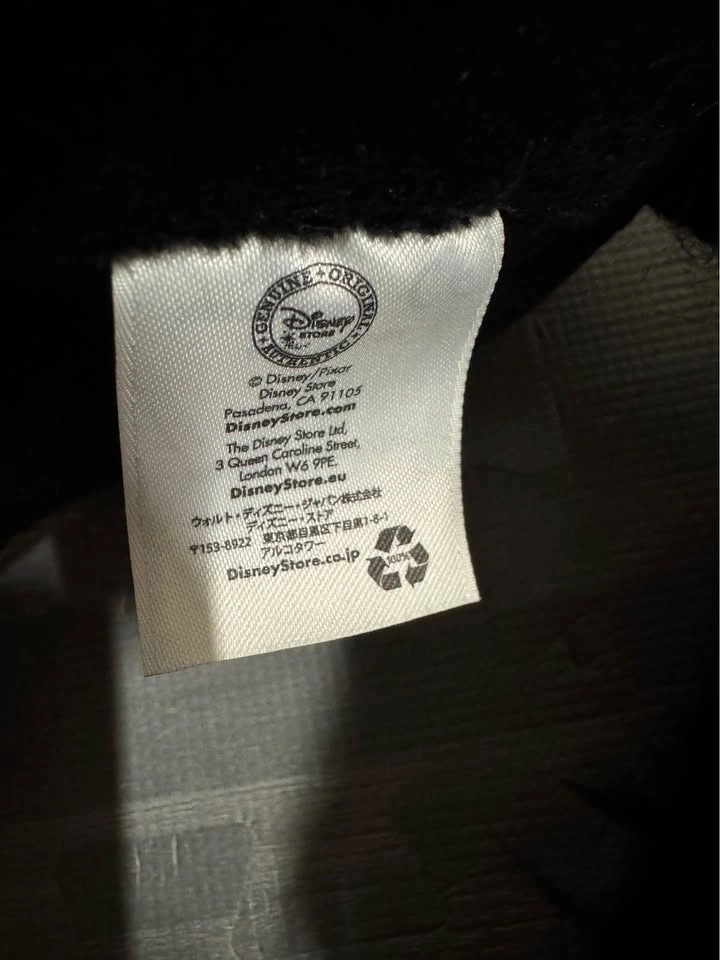 GENUINE + ORIGINAL + AUTHENTIC +
Disney
STORE
© Disney/Pixar
Disney Store
Pasadena, CA 91105
DisneyStore.com
The Disney Store Ltd,
3 Queen Caroline Street,
London W6 9PE.
DisneyStore.eu
ウォルト・ディズニー・ジャパン株式会社
ディズニー・ストア
〒153-8922 東京都目黒区下目黒1-8-1
アルコタワー
DisneyStore.co.jp
100%